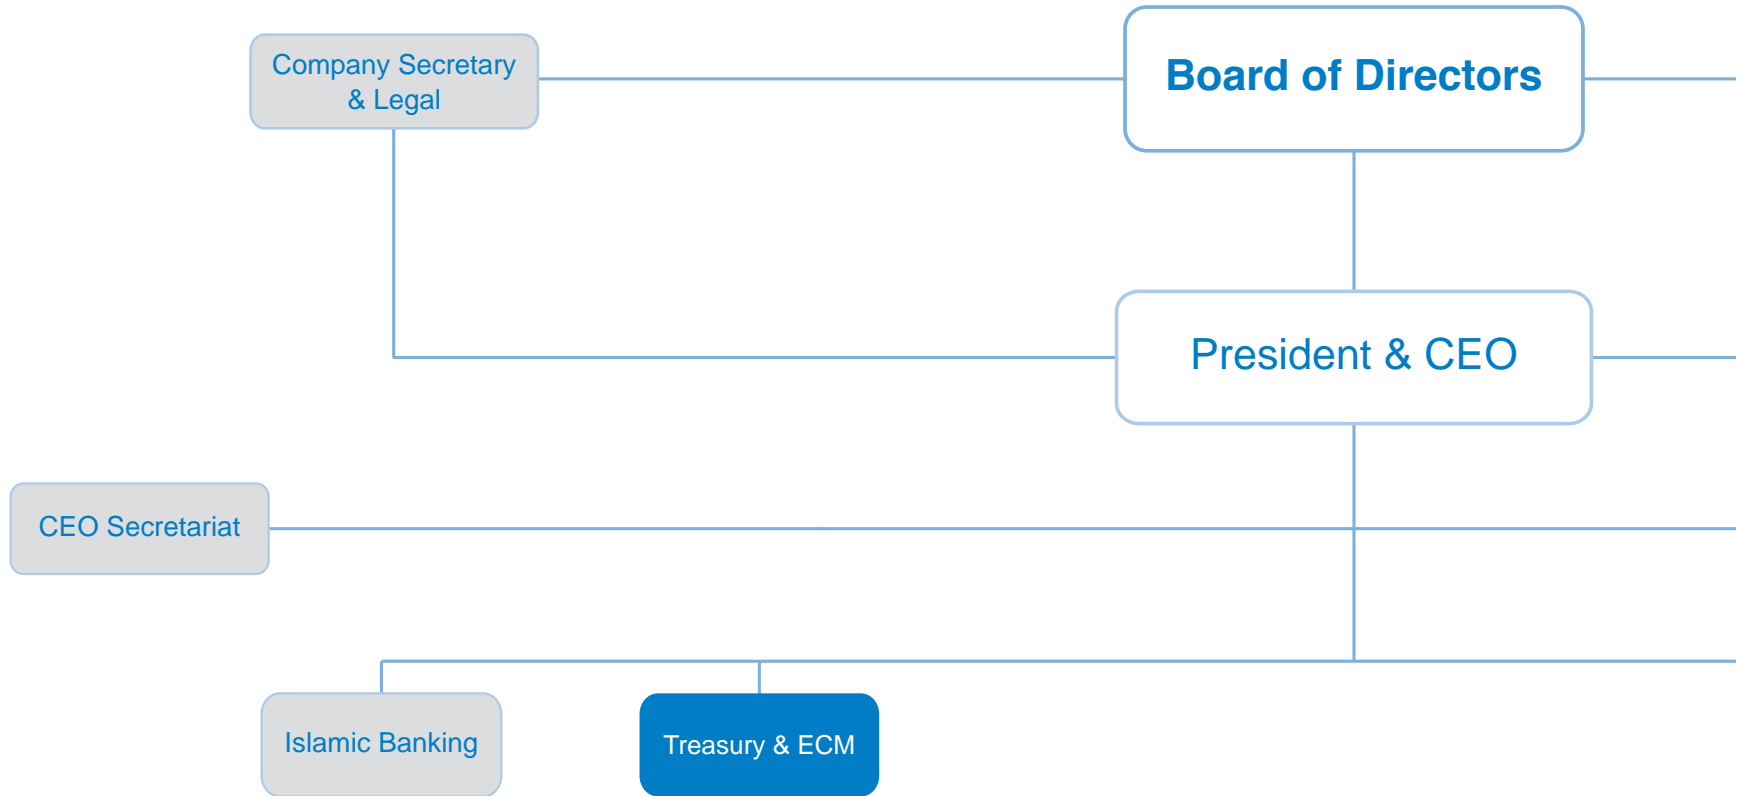 Company Secretary
& Legal
Board of Directors
President & CEO
CEO Secretariat
Islamic Banking
Treasury & ECM